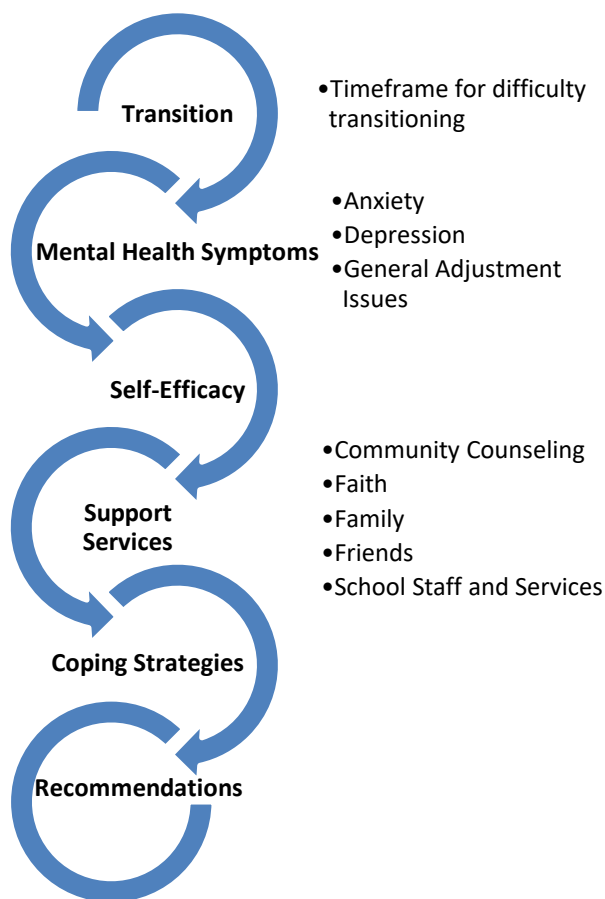 Transition
•Timeframe for difficulty
transitioning
Mental Health Symptoms
•Anxiety
•Depression
•General Adjustment
Issues
Self-Efficacy
Support
Services
•Community Counseling
•Faith
•Family
•Friends
•School Staff and Services
Coping Strategies
Recommendations